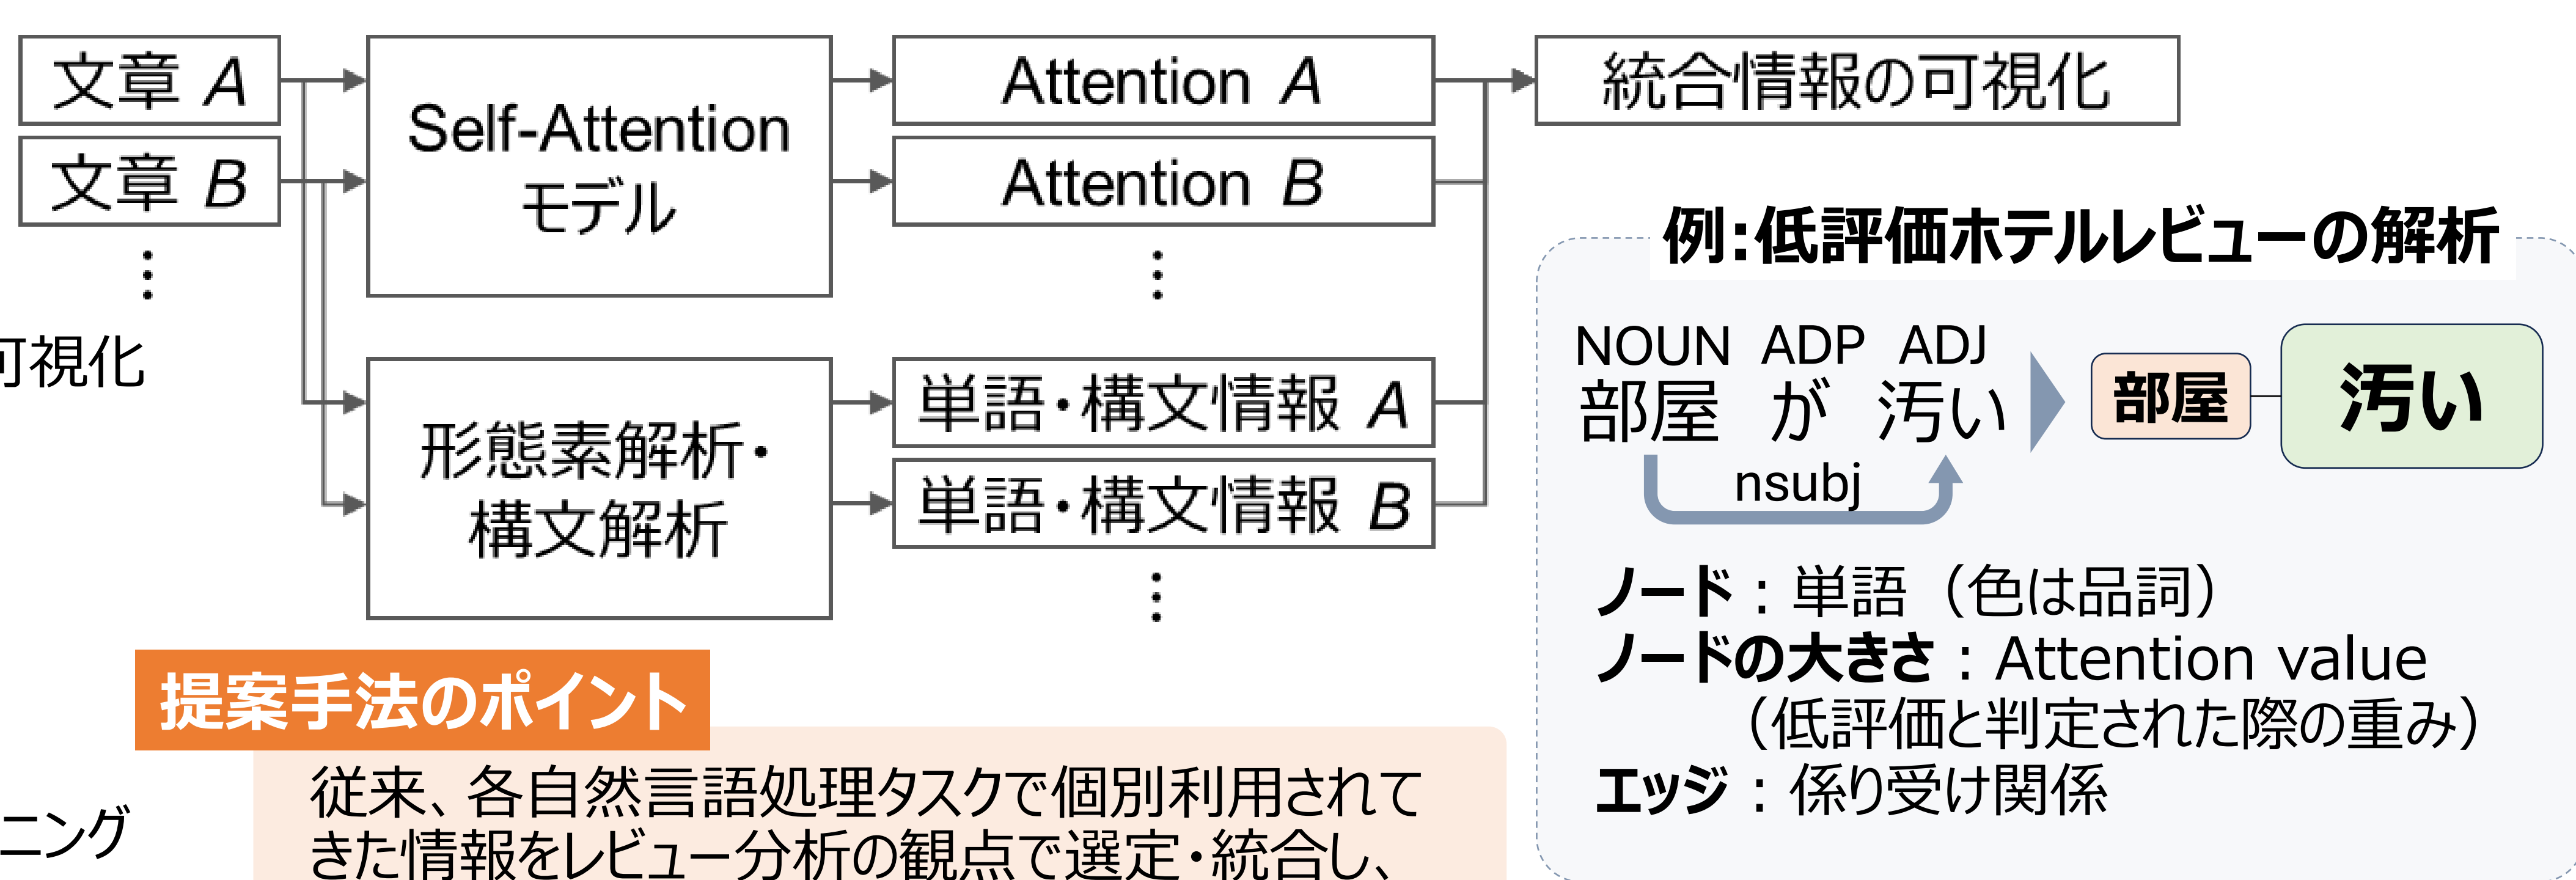 文章 A
文章 B
Self-Attention
モデル
Attention A
Attention B
形態素解析・
構文解析
単語・構文情報 A
単語・構文情報 B
統合情報の可視化
可視化
例:低評価ホテルレビューの解析
NOUN ADP ADJ
部屋 が 汚い
nsubj
部屋
汚い
ノード:単語(色は品詞)
ノードの大きさ:Attention value
(低評価と判定された際の重み)
エッジ:係り受け関係
提案手法のポイント
従来、各自然言語処理タスクで個別利用されて
きた情報をレビュー分析の観点で選定・統合し、
ニング